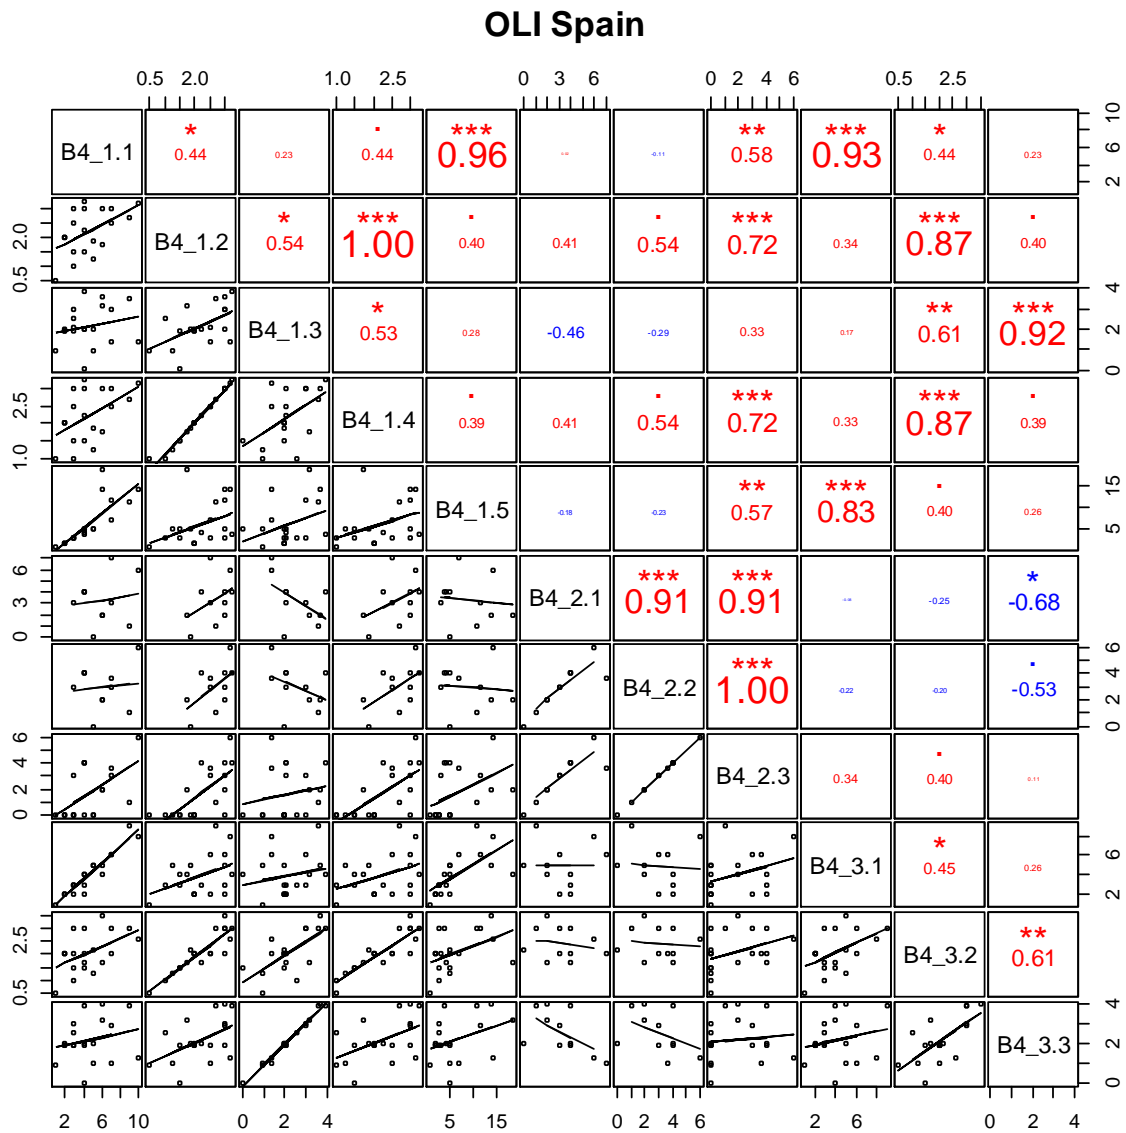 OLI Spain
0.5 2.0 1.0 2.5 0 3 6 0 2 4 6 0.5 2.5
B4_1.1 * 0.44 0.23 . 0.44 *** 0.96 -0.11 ** 0.58 *** 0.93 * 0.44 0.23 2 6 10
0.5 2.0 B4_1.2 * 0.54 *** 1.00 . 0.40 0.41 . 0.54 *** 0.72 0.34 *** 0.87 . 0.40
B4_1.3 * 0.53 0.28 -0.46 -0.29 0.33 0.17 ** 0.61 *** 0.92 0 2 4
1.0 2.5 B4_1.4 . 0.39 0.41 . 0.54 *** 0.72 0.33 *** 0.87 . 0.39
B4_1.5 -0.18 -0.23 ** 0.57 *** 0.83 . 0.40 0.26 5 15
0 3 6 B4_2.1 *** 0.91 *** 0.91 -0.25 * -0.68
B4_2.2 *** 1.00 -0.22 -0.20 . -0.53 0 2 4 6
0 2 4 6 B4_2.3 0.34 . 0.40 0.11
B4_3.1 * 0.45 0.26 2 6
0.5 2.5 B4_3.2 ** 0.61
B4_3.3 0 2 4
2 6 10 0 2 4 5 15 0 2 4 6 2 6 0 2 4